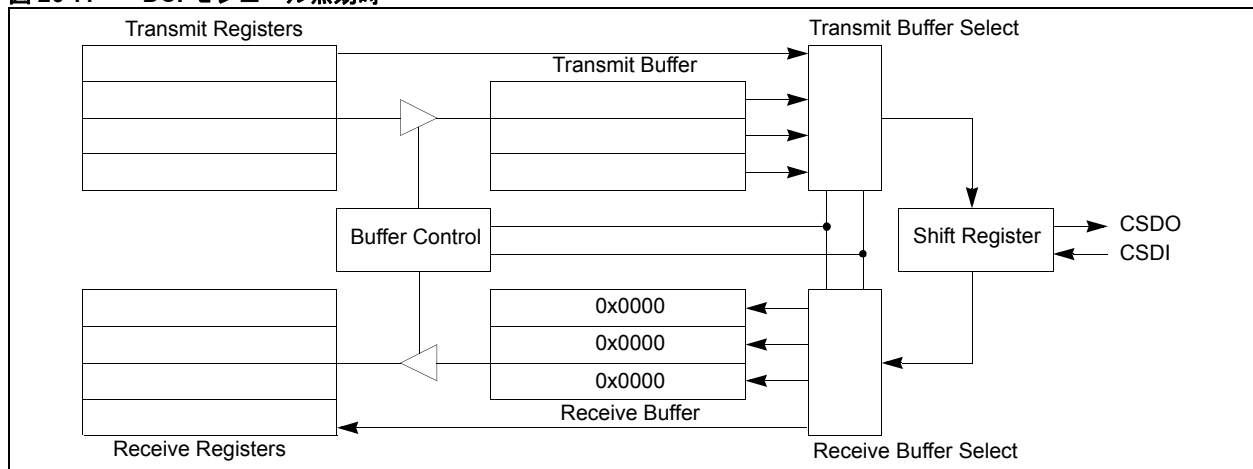 Transmit Registers
Transmit Buffer Select
Transmit Buffer
Buffer Control
Shift Register
CSDO
CSDI
0x0000
0x0000
0x0000
Receive Buffer
Receive Registers
Receive Buffer Select